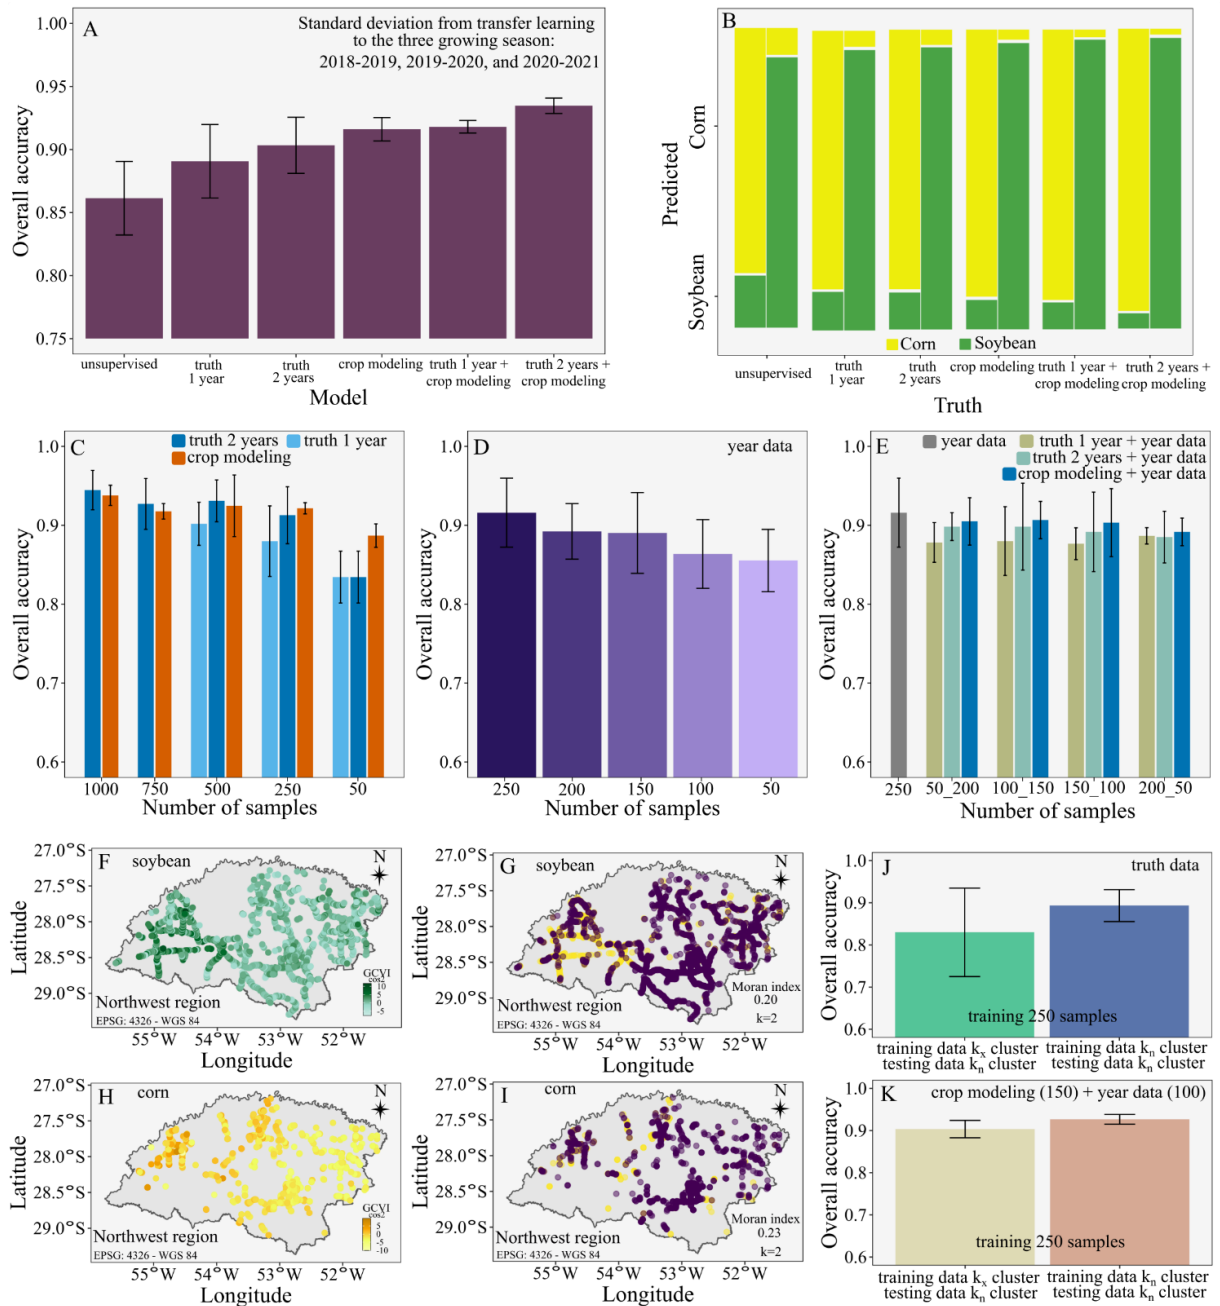 A
Standard deviation from transfer learning
to the three growing season:
2018-2019, 2019-2020, and 2020-2021
Overall accuracy
1.00
0.95
0.90
0.85
0.80
0.75
unsupervised
truth
1 year
truth
2 years
crop modeling
truth 1 year +
crop modeling
truth 2 years +
crop modeling
Model
B
Predicted
Corn
Soybean
Corn
Soybean
unsupervised
truth
1 year
truth
2 years
crop modeling
truth 1 year +
crop modeling
truth 2 years +
crop modeling
Truth
C
truth 2 years
truth 1 year
crop modeling
Overall accuracy
1.0
0.9
0.8
0.7
0.6
1000
750
500
250
50
Number of samples
D
year data
Overall accuracy
1.0
0.9
0.8
0.7
0.6
250
200
150
100
50
Number of samples
E
year data
truth 1 year + year data
truth 2 years + year data
crop modeling + year data
Overall accuracy
1.0
0.9
0.8
0.7
0.6
250
50_200
100_150
150_100
200_50
Number of samples
F
soybean
N
Latitude
27.0°S
27.5°S
28.0°S
28.5°S
29.0°S
GCVI
cos2
10
5
0
-5
Northwest region
EPSG: 4326 - WGS 84
55°W
54°W
53°W
52°W
Longitude
G
soybean
N
Latitude
27.0°S
27.5°S
28.0°S
28.5°S
29.0°S
Moran index
0.20
k=2
Northwest region
EPSG: 4326 - WGS 84
55°W
54°W
53°W
52°W
Longitude
J
truth data
Overall accuracy
1.0
0.9
0.8
0.7
0.6
training 250 samples
training data kx cluster
testing data kn cluster
training data kn cluster
testing data kn cluster
H
corn
N
Latitude
27.0°S
27.5°S
28.0°S
28.5°S
29.0°S
GCVI
cos2
5
0
-5
-10
Northwest region
EPSG: 4326 - WGS 84
55°W
54°W
53°W
52°W
Longitude
I
corn
N
Latitude
27.0°S
27.5°S
28.0°S
28.5°S
29.0°S
Moran index
0.23
k=2
Northwest region
EPSG: 4326 - WGS 84
55°W
54°W
53°W
52°W
Longitude
K
crop modeling (150) + year data (100)
Overall accuracy
1.0
0.9
0.8
0.7
0.6
training 250 samples
training data kx cluster
testing data kn cluster
training data kn cluster
testing data kn cluster